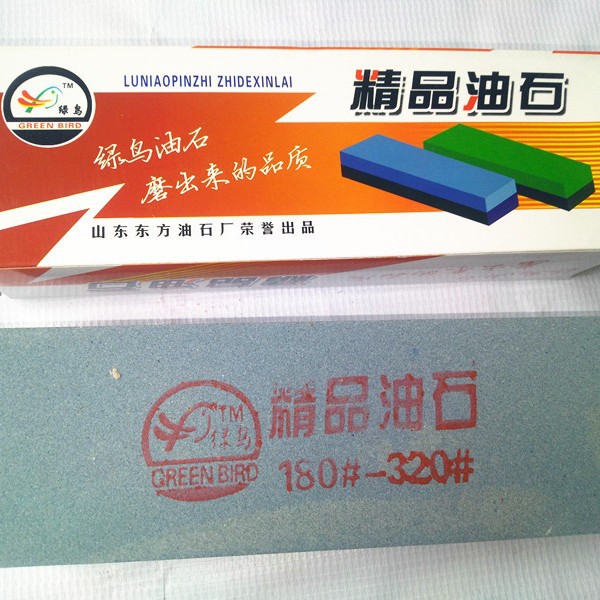 LUNIAOPINZHI ZHIDEXINLAI
TM
绿鸟
GREEN BIRD
精品油石
绿鸟油石
磨出来的品质
山东东方油石厂荣誉出品
TM
绿鸟
GREEN BIRD
精品油石
180#-320#